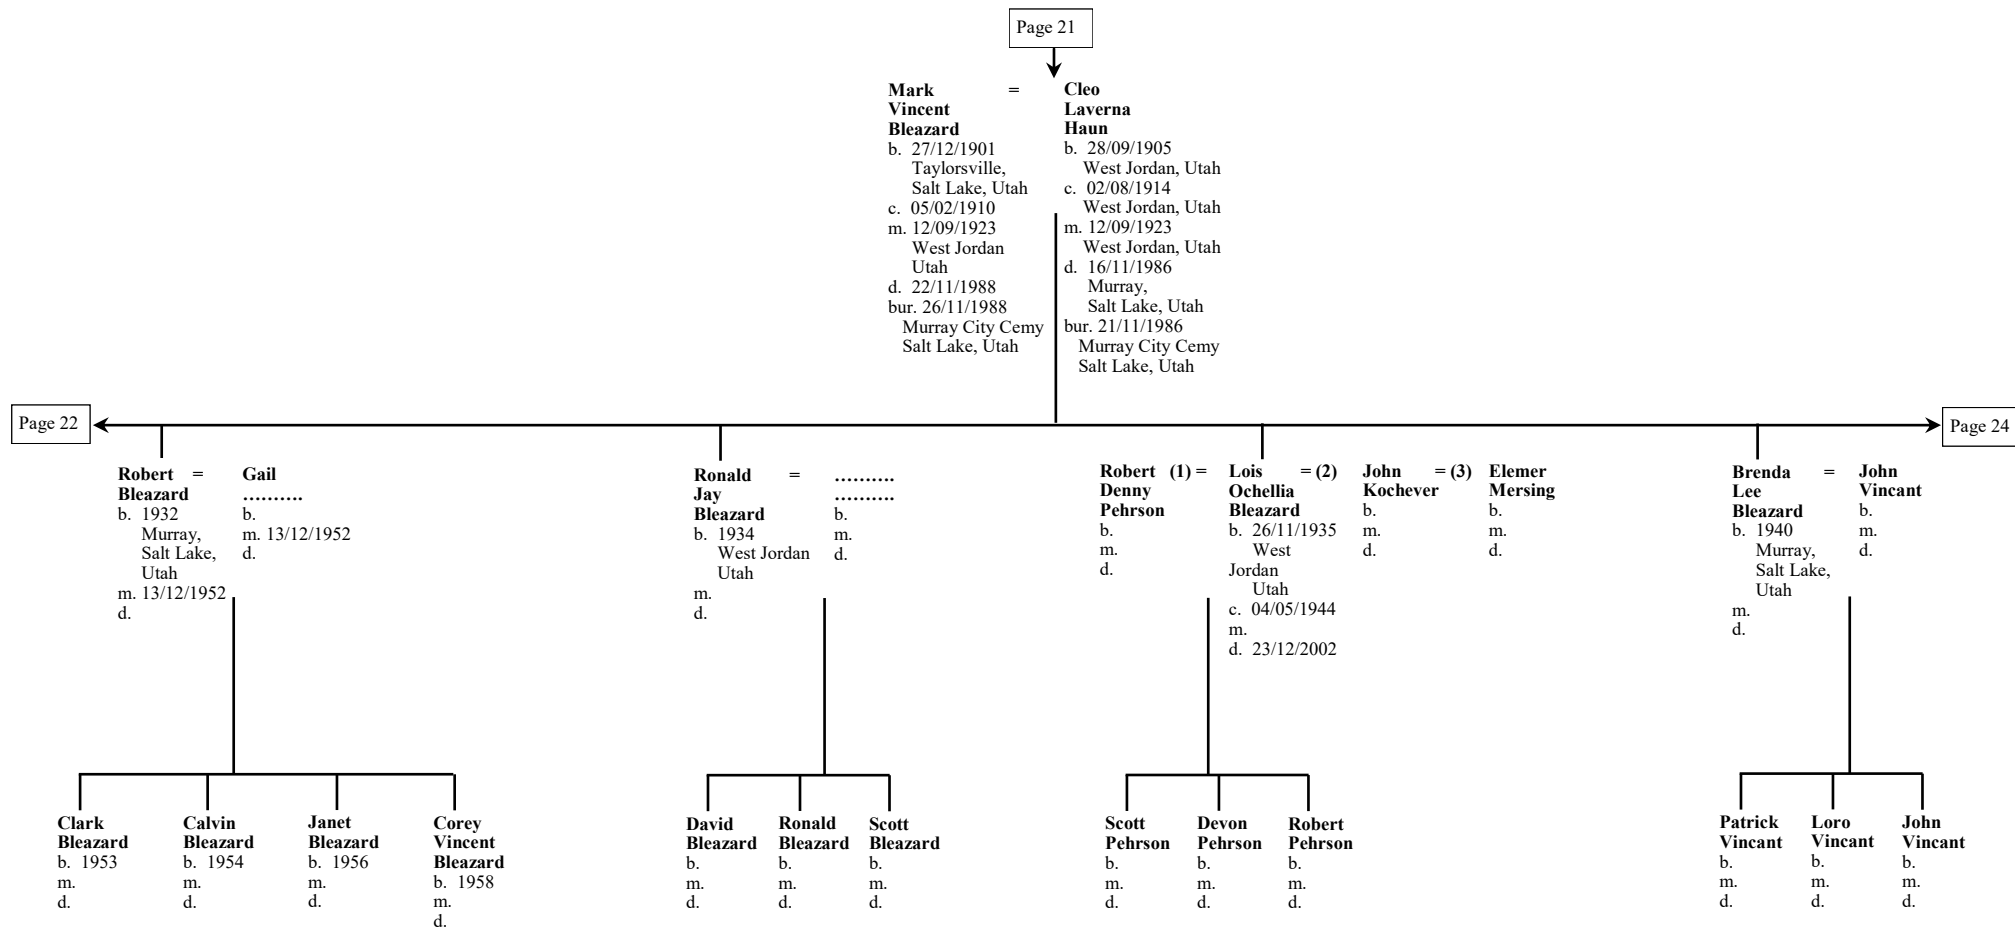 Page 21
Mark = 
Vincent
Bleazard
b. 27/12/1901
Taylorsville,
Salt Lake, Utah
c. 05/02/1910
m. 12/09/1923
West Jordan
Utah
d. 22/11/1988
bur. 26/11/1988
Murray City Cemy
Salt Lake, Utah
Cleo
Laverna
Haun
b. 28/09/1905
West Jordan, Utah
c. 02/08/1914
West Jordan, Utah
m. 12/09/1923
West Jordan, Utah
d. 16/11/1986
Murray,
Salt Lake, Utah
bur. 21/11/1986
Murray City Cemy
Salt Lake, Utah
Page 22
Page 24
Robert =
Bleazard
b. 1932
Murray,
Salt Lake,
Utah
m. 13/12/1952
d.
Gail
..........
b.
m. 13/12/1952
d.
Ronald =
Jay
Bleazard
b. 1934
West Jordan
Utah
m.
d.
..........
..........
b.
m.
d.
Robert (1) =
Denny
Pehrson
b.
m.
d.
Lois = (2)
Ochellia
Bleazard
b. 26/11/1935
West
Jordan
Utah
c. 04/05/1944
m.
d. 23/12/2002
John = (3)
Kochever
b.
m.
d.
Elemer
Mersing
b.
m.
d.
Brenda =
Lee
Bleazard
b. 1940
Murray,
Salt Lake,
Utah
m.
d.
John
Vincant
b.
m.
d.
Clark
Bleazard
b. 1953
m.
d.
Calvin
Bleazard
b. 1954
m.
d.
Janet
Bleazard
b. 1956
m.
d.
Corey
Vincent
Bleazard
b. 1958
m.
d.
David
Bleazard
b.
m.
d.
Ronald
Bleazard
b.
m.
d.
Scott
Bleazard
b.
m.
d.
Scott
Pehrson
b.
m.
d.
Devon
Pehrson
b.
m.
d.
Robert
Pehrson
b.
m.
d.
Patrick
Vincant
b.
m.
d.
Loro
Vincant
b.
m.
d.
John
Vincant
b.
m.
d.